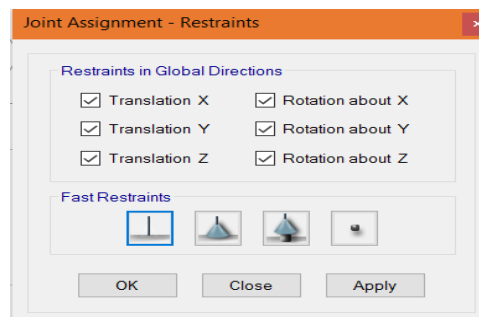 Joint Assignment - Restraints
Restraints in Global Directions
Translation X Rotation about X
Translation Y Rotation about Y
Translation Z Rotation about Z
Fast Restraints
OK Close Apply